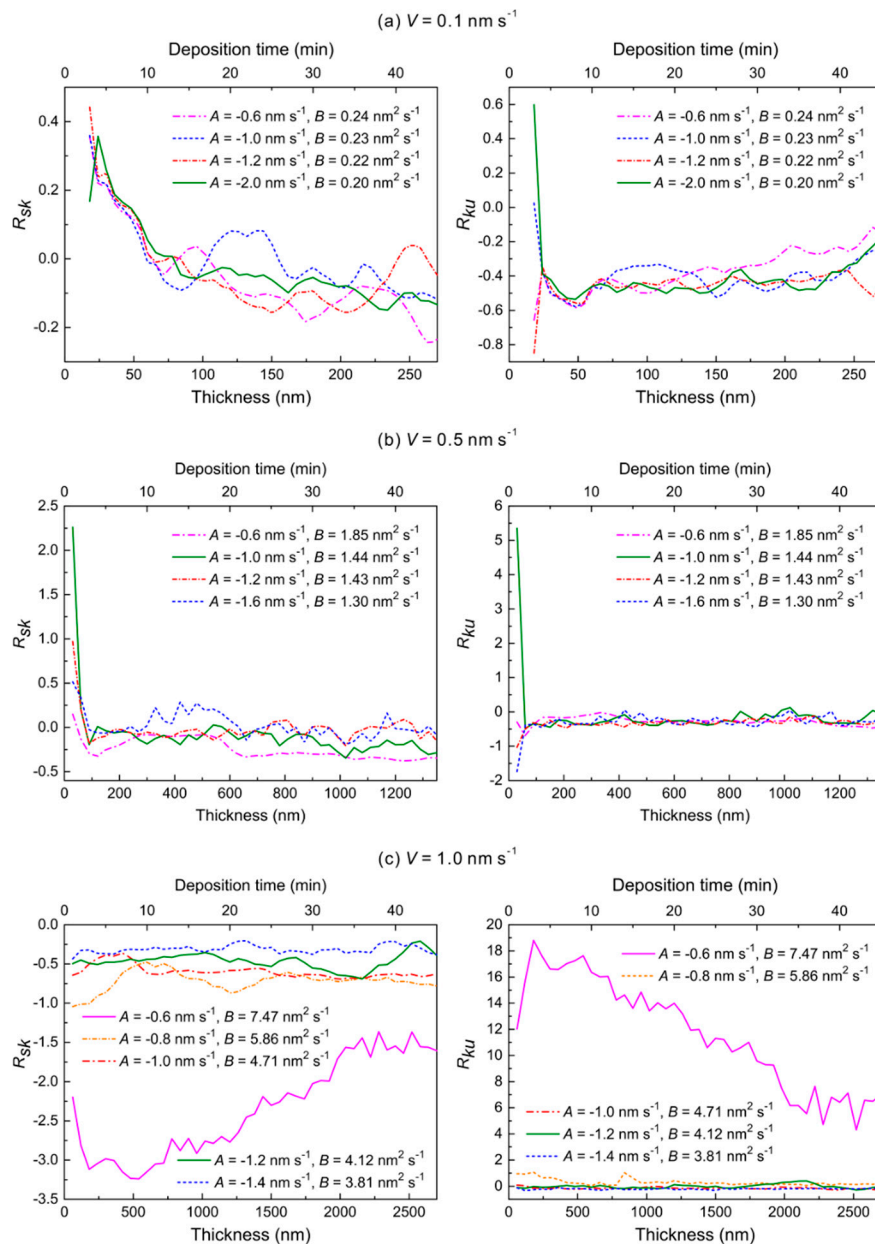 (a) V = 0.1 nm s⁻¹
Deposition time (min)
0 10 20 30 40
A = -0.6 nm s⁻¹, B = 0.24 nm² s⁻¹
A = -1.0 nm s⁻¹, B = 0.23 nm² s⁻¹
A = -1.2 nm s⁻¹, B = 0.22 nm² s⁻¹
A = -2.0 nm s⁻¹, B = 0.20 nm² s⁻¹
0.4
0.2
0.0
-0.2
Rsk
0 50 100 150 200 250
Thickness (nm)
Deposition time (min)
0 10 20 30 40
A = -0.6 nm s⁻¹, B = 0.24 nm² s⁻¹
A = -1.0 nm s⁻¹, B = 0.23 nm² s⁻¹
A = -1.2 nm s⁻¹, B = 0.22 nm² s⁻¹
A = -2.0 nm s⁻¹, B = 0.20 nm² s⁻¹
0.6
0.4
0.2
0.0
-0.2
-0.4
-0.6
-0.8
Rku
0 50 100 150 200 250
Thickness (nm)
(b) V = 0.5 nm s⁻¹
Deposition time (min)
0 10 20 30 40
A = -0.6 nm s⁻¹, B = 1.85 nm² s⁻¹
A = -1.0 nm s⁻¹, B = 1.44 nm² s⁻¹
A = -1.2 nm s⁻¹, B = 1.43 nm² s⁻¹
A = -1.6 nm s⁻¹, B = 1.30 nm² s⁻¹
2.5
2.0
1.5
1.0
0.5
0.0
-0.5
Rsk
0 200 400 600 800 1000 1200
Thickness (nm)
Deposition time (min)
0 10 20 30 40
A = -0.6 nm s⁻¹, B = 1.85 nm² s⁻¹
A = -1.0 nm s⁻¹, B = 1.44 nm² s⁻¹
A = -1.2 nm s⁻¹, B = 1.43 nm² s⁻¹
A = -1.6 nm s⁻¹, B = 1.30 nm² s⁻¹
6
5
4
3
2
1
0
-1
-2
Rku
0 200 400 600 800 1000 1200
Thickness (nm)
(c) V = 1.0 nm s⁻¹
Deposition time (min)
0 10 20 30 40
0.0
-0.5
-1.0
-1.5
-2.0
-2.5
-3.0
-3.5
Rsk
A = -0.6 nm s⁻¹, B = 7.47 nm² s⁻¹
A = -0.8 nm s⁻¹, B = 5.86 nm² s⁻¹
A = -1.0 nm s⁻¹, B = 4.71 nm² s⁻¹
A = -1.2 nm s⁻¹, B = 4.12 nm² s⁻¹
A = -1.4 nm s⁻¹, B = 3.81 nm² s⁻¹
0 500 1000 1500 2000 2500
Thickness (nm)
Deposition time (min)
0 10 20 30 40
20
18
16
14
12
10
8
6
4
2
0
Rku
A = -0.6 nm s⁻¹, B = 7.47 nm² s⁻¹
A = -0.8 nm s⁻¹, B = 5.86 nm² s⁻¹
A = -1.0 nm s⁻¹, B = 4.71 nm² s⁻¹
A = -1.2 nm s⁻¹, B = 4.12 nm² s⁻¹
A = -1.4 nm s⁻¹, B = 3.81 nm² s⁻¹
0 500 1000 1500 2000 2500
Thickness (nm)